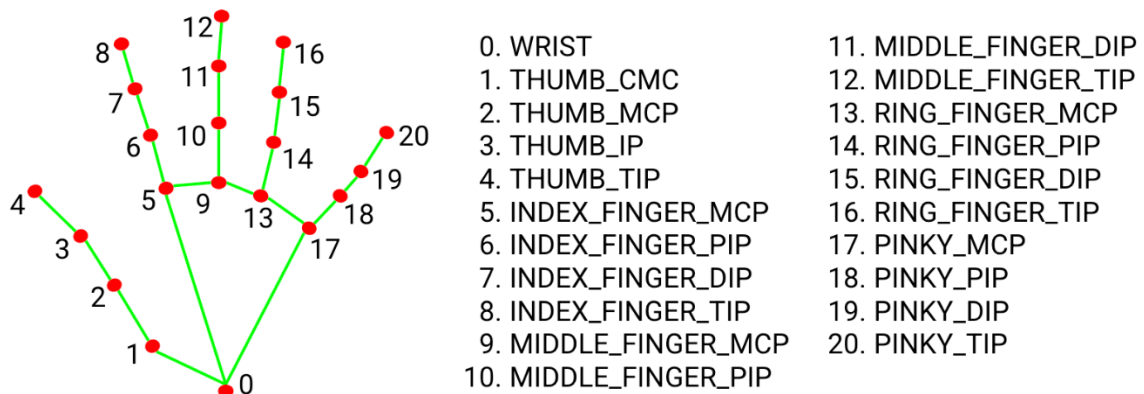 12
8
16
11
7
15
10
20
6
14
19
4
5
9
13
18
3
17
2
1
0
0. WRIST
1. THUMB_CMC
2. THUMB_MCP
3. THUMB_IP
4. THUMB_TIP
5. INDEX_FINGER_MCP
6. INDEX_FINGER_PIP
7. INDEX_FINGER_DIP
8. INDEX_FINGER_TIP
9. MIDDLE_FINGER_MCP
10. MIDDLE_FINGER_PIP
11. MIDDLE_FINGER_DIP
12. MIDDLE_FINGER_TIP
13. RING_FINGER_MCP
14. RING_FINGER_PIP
15. RING_FINGER_DIP
16. RING_FINGER_TIP
17. PINKY_MCP
18. PINKY_PIP
19. PINKY_DIP
20. PINKY_TIP